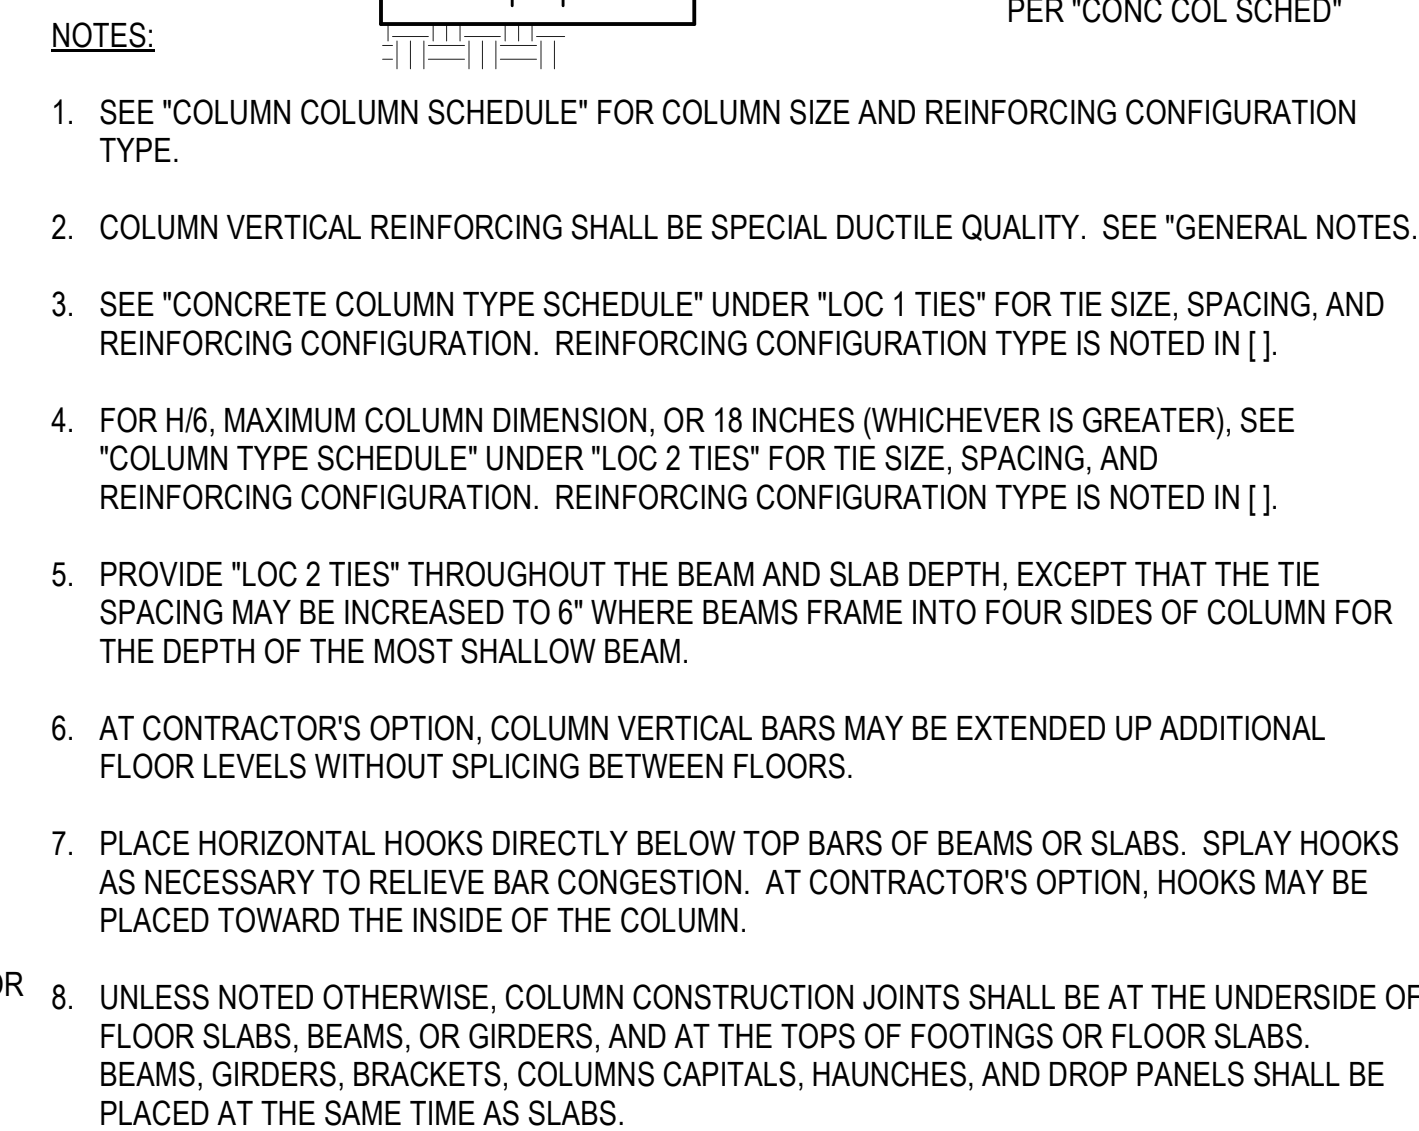 PER "CONC COL SCHED"
NOTES:
1. SEE "COLUMN COLUMN SCHEDULE" FOR COLUMN SIZE AND REINFORCING CONFIGURATION
TYPE.
2. COLUMN VERTICAL REINFORCING SHALL BE SPECIAL DUCTILE QUALITY. SEE "GENERAL NOTES.
3. SEE "CONCRETE COLUMN TYPE SCHEDULE" UNDER "LOC 1 TIES" FOR TIE SIZE, SPACING, AND
REINFORCING CONFIGURATION. REINFORCING CONFIGURATION TYPE IS NOTED IN [ ].
4. FOR H/6, MAXIMUM COLUMN DIMENSION, OR 18 INCHES (WHICHEVER IS GREATER), SEE
"COLUMN TYPE SCHEDULE" UNDER "LOC 2 TIES" FOR TIE SIZE, SPACING, AND
REINFORCING CONFIGURATION. REINFORCING CONFIGURATION TYPE IS NOTED IN [ ].
5. PROVIDE "LOC 2 TIES" THROUGHOUT THE BEAM AND SLAB DEPTH, EXCEPT THAT THE TIE
SPACING MAY BE INCREASED TO 6" WHERE BEAMS FRAME INTO FOUR SIDES OF COLUMN FOR
THE DEPTH OF THE MOST SHALLOW BEAM.
6. AT CONTRACTOR'S OPTION, COLUMN VERTICAL BARS MAY BE EXTENDED UP ADDITIONAL
FLOOR LEVELS WITHOUT SPLICING BETWEEN FLOORS.
7. PLACE HORIZONTAL HOOKS DIRECTLY BELOW TOP BARS OF BEAMS OR SLABS. SPLAY HOOKS
AS NECESSARY TO RELIEVE BAR CONGESTION. AT CONTRACTOR'S OPTION, HOOKS MAY BE
PLACED TOWARD THE INSIDE OF THE COLUMN.
8. UNLESS NOTED OTHERWISE, COLUMN CONSTRUCTION JOINTS SHALL BE AT THE UNDERSIDE OF
FLOOR SLABS, BEAMS, OR GIRDERS, AND AT THE TOPS OF FOOTINGS OR FLOOR SLABS.
BEAMS, GIRDERS, BRACKETS, COLUMNS CAPITALS, HAUNCHES, AND DROP PANELS SHALL BE
PLACED AT THE SAME TIME AS SLABS.